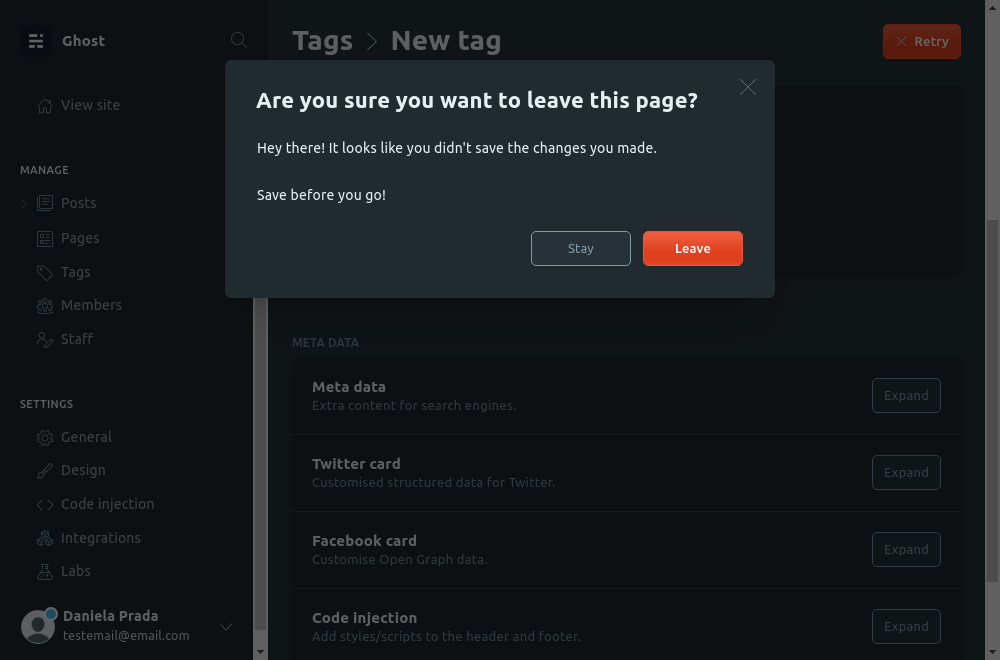 Ghost
Tags > New tag
Retry
View site
MANAGE
Posts
Pages
Tags
Members
Staff
SETTINGS
General
Design
Code injection
Integrations
Labs
Daniela Prada
testemail@email.com
Are you sure you want to leave this page?
Hey there! It looks like you didn't save the changes you made.
Save before you go!
Stay
Leave
META DATA
Meta data
Extra content for search engines.
Expand
Twitter card
Customised structured data for Twitter.
Expand
Facebook card
Customise Open Graph data.
Expand
Code injection
Add styles/scripts to the header and footer.
Expand